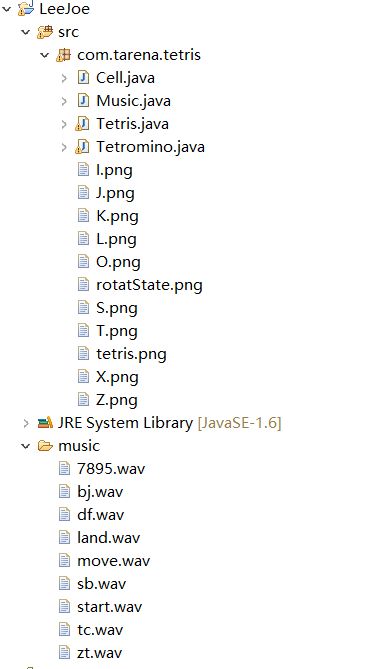 LeeJoe
src
com.tarena.tetris
Cell.java
Music.java
Tetris.java
Tetromino.java
I.png
J.png
K.png
L.png
O.png
rotatState.png
S.png
T.png
tetris.png
X.png
Z.png
JRE System Library [JavaSE-1.6]
music
7895.wav
bj.wav
df.wav
land.wav
move.wav
sb.wav
start.wav
tc.wav
zt.wav